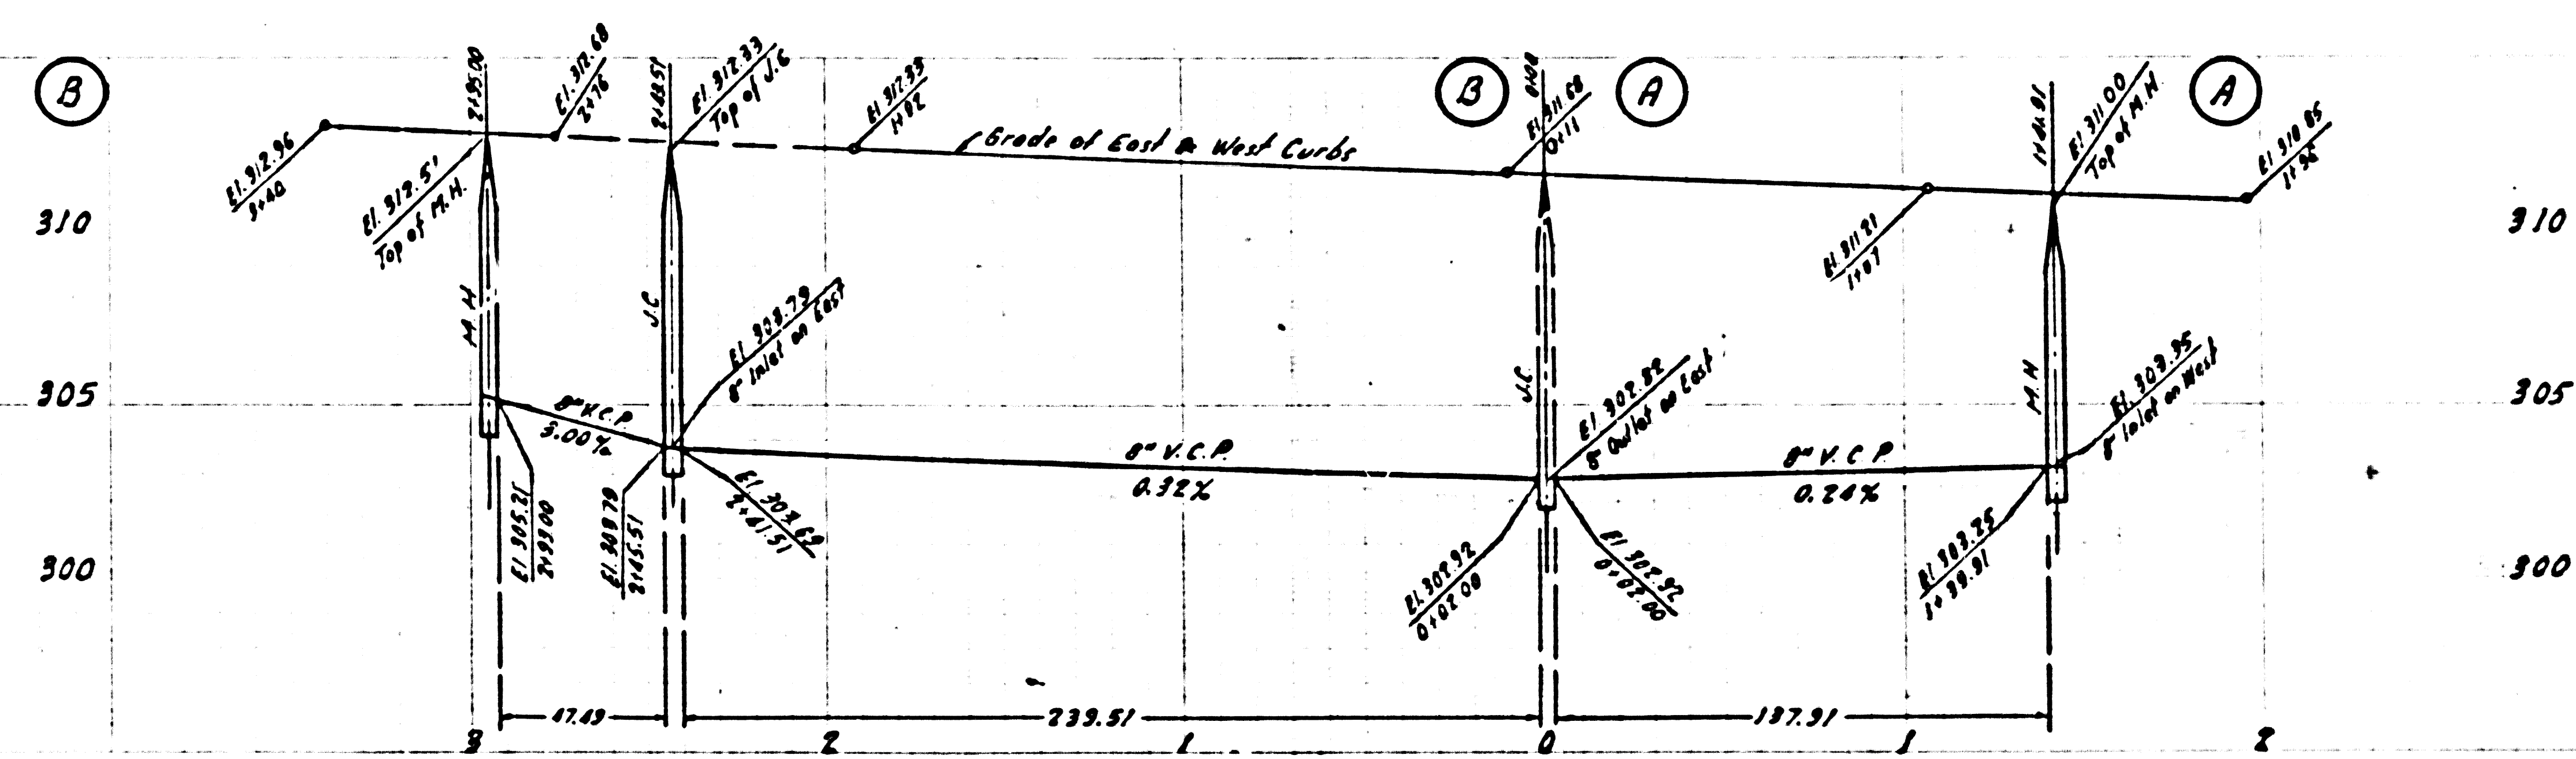 B
2+95.00
El. 312.68
2+76
2+43.51
El. 312.33
Top of J.C
El. 312.33
1+92
0+00
B
A
El. 311.68
0+11
1+41.91
El. 311.00
Top of M.H.
A
El. 310.85
1+96
El. 312.96
3+40
El. 312.51
Top of M.H.
Grade of East & West Curbs
El. 311.21
1+07
310
310
M.H
J.C
El. 303.79
8" Inlet on East
J.C.
El. 302.82
8" Outlet on East
M.H
El. 303.35
8" Inlet on West
305
305
8" V.C.P.
3.00%
8" V.C.P.
0.32%
8" V.C.P.
0.24%
El. 305.21
2+93.00
El. 303.79
2+45.51
El. 303.69
2+41.51
El. 302.92
0+02.00
El. 302.92
0+02.00
El. 303.25
1+39.91
300
300
47.49
239.51
137.91
3
2
1
0
1
2